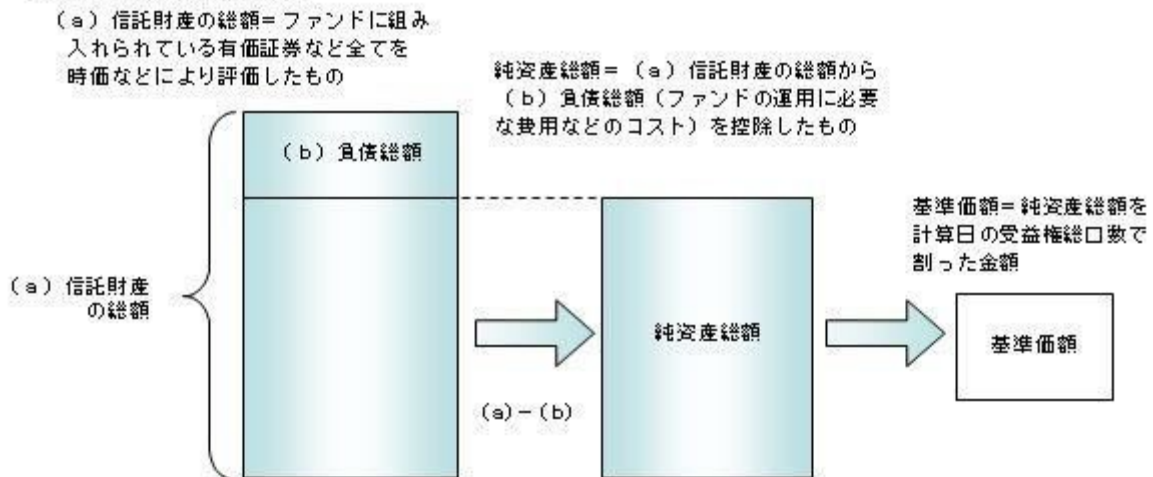 （a）信託財産の総額＝ファンドに組み
入れられている有価証券など全てを
時価などにより評価したもの
純資産総額＝（a）信託財産の総額から
（b）負債総額（ファンドの運用に必要
な費用などのコスト）を控除したもの
（b）負債総額
基準価額＝純資産総額を
計算日の受益権総口数で
割った金額
（a）信託財産
の総額
純資産総額
基準価額
（a）－（b）